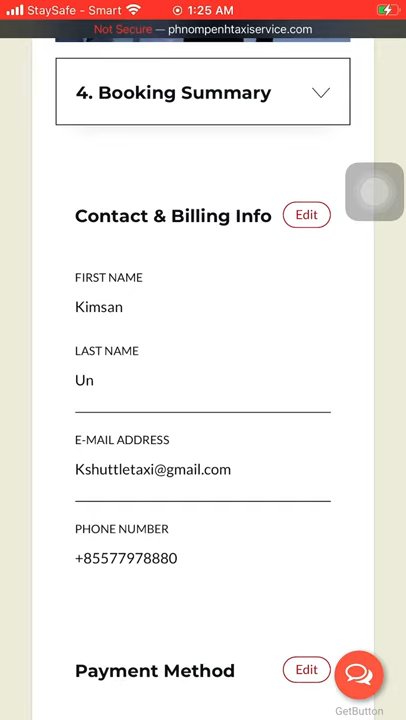 StaySafe - Smart
1:25 AM
Not Secure — phnompenhtaxiservice.com
4. Booking Summary
Contact & Billing Info
Edit
FIRST NAME
Kimsan
LAST NAME
Un
E-MAIL ADDRESS
Kshuttletaxi@gmail.com
PHONE NUMBER
+85577978880
Payment Method
Edit
GetButton